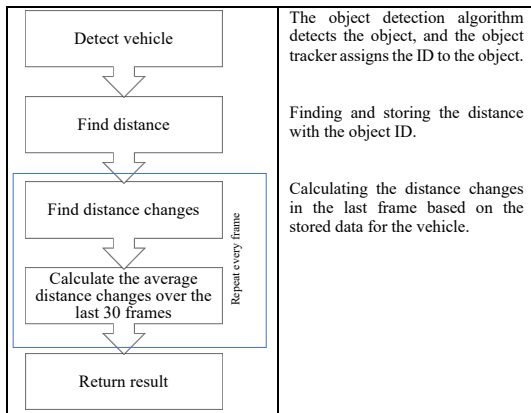 Detect vehicle
The object detection algorithm
detects the object, and the object
tracker assigns the ID to the object.
Find distance
Finding and storing the distance
with the object ID.
Find distance changes
Calculating the distance changes
in the last frame based on the
stored data for the vehicle.
Repeat every frame
Calculate the average
distance changes over the
last 30 frames
Return result